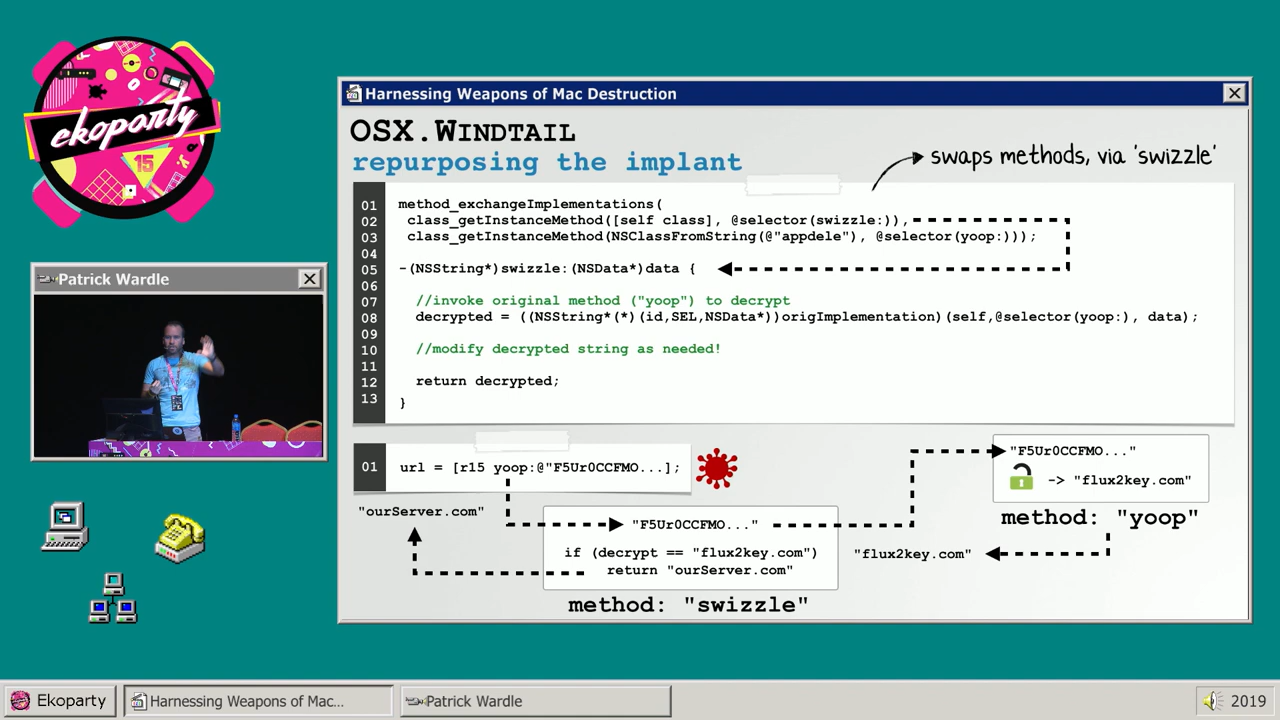 ekoparty
15
Harnessing Weapons of Mac Destruction
OSX.WINDTAIL
repurposing the implant
swaps methods, via 'swizzle'
01 method_exchangeImplementations(
02 class_getInstanceMethod([self class], @selector(swizzle:)),
03 class_getInstanceMethod(NSClassFromString(@"appdele"), @selector(yoop:)));
04
05 -(NSString*)swizzle:(NSData*)data {
06
07 //invoke original method ("yoop") to decrypt
08 decrypted = ((NSString*(*)(id,SEL,NSData*))origImplementation)(self,@selector(yoop:), data);
09
10 //modify decrypted string as needed!
11
12 return decrypted;
13 }
Patrick Wardle
01 url = [r15 yoop:@"F5Ur0CCFMO...];
"F5Ur0CCFMO..."
-> "flux2key.com"
method: "yoop"
"ourServer.com"
"F5Ur0CCFMO..."
if (decrypt == "flux2key.com")
return "ourServer.com"
"flux2key.com"
method: "swizzle"
Ekoparty
Harnessing Weapons of Mac...
Patrick Wardle
2019